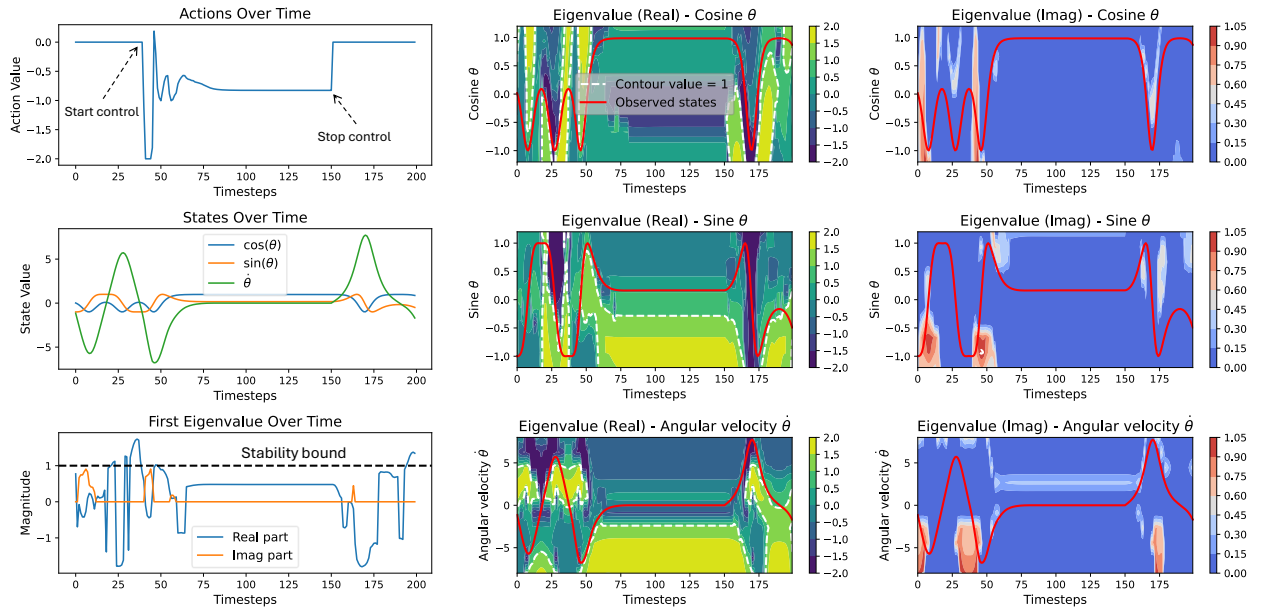 Actions Over Time
0.0
−0.5
−1.0
−1.5
−2.0
Action Value
Start control
Stop control
0 25 50 75 100 125 150 175 200
Timesteps
Eigenvalue (Real) - Cosine θ
1.0
0.5
0.0
−0.5
−1.0
Cosine θ
Contour value = 1
Observed states
0 25 50 75 100 125 150 175
Timesteps
2.0
1.5
1.0
0.5
0.0
−0.5
−1.0
−1.5
−2.0
Eigenvalue (Imag) - Cosine θ
1.0
0.5
0.0
−0.5
−1.0
Cosine θ
0 25 50 75 100 125 150 175
Timesteps
1.05
0.90
0.75
0.60
0.45
0.30
0.15
0.00
States Over Time
5
0
−5
State Value
cos(θ)
sin(θ)
θ̇
0 25 50 75 100 125 150 175 200
Timesteps
Eigenvalue (Real) - Sine θ
1.0
0.5
0.0
−0.5
−1.0
Sine θ
0 25 50 75 100 125 150 175
Timesteps
2.0
1.5
1.0
0.5
0.0
−0.5
−1.0
−1.5
−2.0
Eigenvalue (Imag) - Sine θ
1.0
0.5
0.0
−0.5
−1.0
Sine θ
0 25 50 75 100 125 150 175
Timesteps
1.05
0.90
0.75
0.60
0.45
0.30
0.15
0.00
First Eigenvalue Over Time
1
0
1
Magnitude
Stability bound
Real part
Imag part
0 25 50 75 100 125 150 175 200
Timesteps
Eigenvalue (Real) - Angular velocity θ̇
5
0
−5
Angular velocity θ̇
0 25 50 75 100 125 150 175
Timesteps
2.0
1.5
1.0
0.5
0.0
−0.5
−1.0
−1.5
−2.0
Eigenvalue (Imag) - Angular velocity θ̇
5
0
−5
Angular velocity θ̇
0 25 50 75 100 125 150 175
Timesteps
1.05
0.90
0.75
0.60
0.45
0.30
0.15
0.00